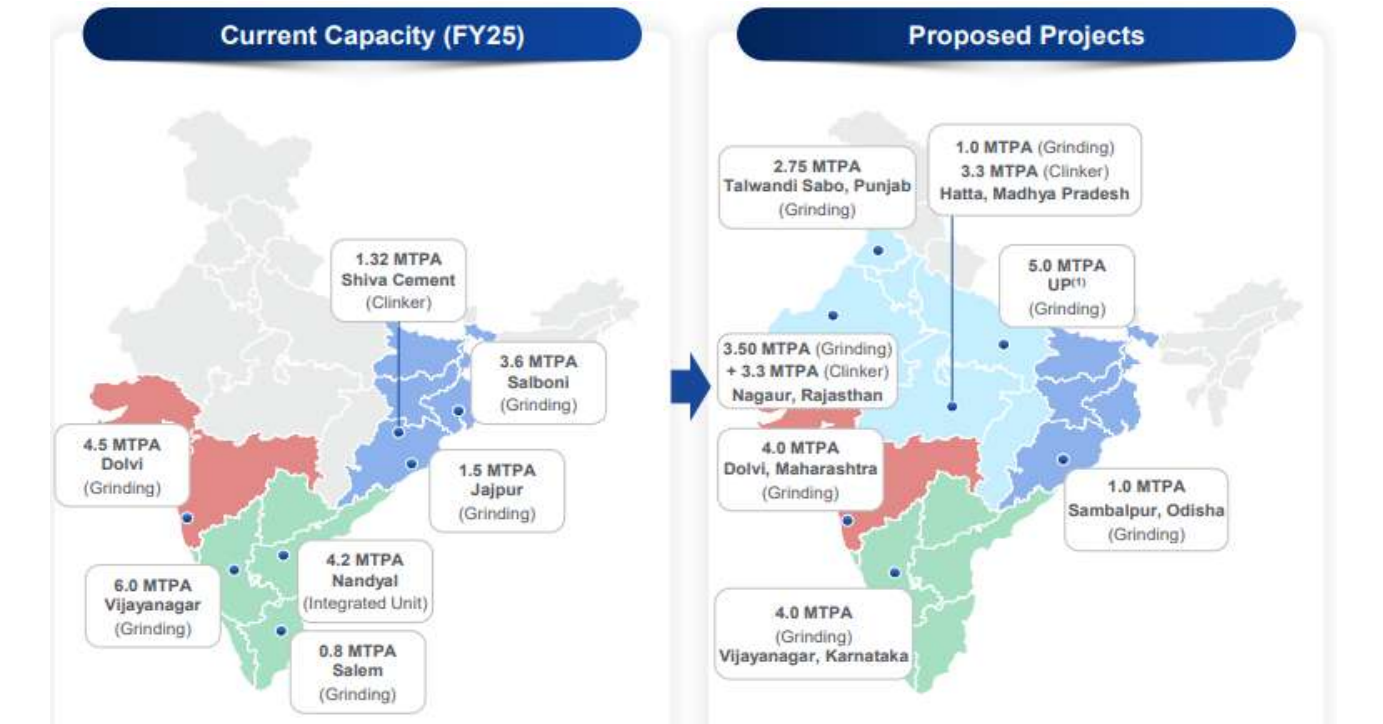 Current Capacity (FY25)
1.32 MTPA
Shiva Cement
(Clinker)
3.6 MTPA
Salboni
(Grinding)
4.5 MTPA
Dolvi
(Grinding)
1.5 MTPA
Jajpur
(Grinding)
4.2 MTPA
Nandyal
(Integrated Unit)
6.0 MTPA
Vijayanagar
(Grinding)
0.8 MTPA
Salem
(Grinding)
Proposed Projects
2.75 MTPA
Talwandi Sabo, Punjab
(Grinding)
1.0 MTPA (Grinding)
3.3 MTPA (Clinker)
Hatta, Madhya Pradesh
5.0 MTPA
UP(1)
(Grinding)
3.50 MTPA (Grinding)
+ 3.3 MTPA (Clinker)
Nagaur, Rajasthan
4.0 MTPA
Dolvi, Maharashtra
(Grinding)
1.0 MTPA
Sambalpur, Odisha
(Grinding)
4.0 MTPA
(Grinding)
Vijayanagar, Karnataka